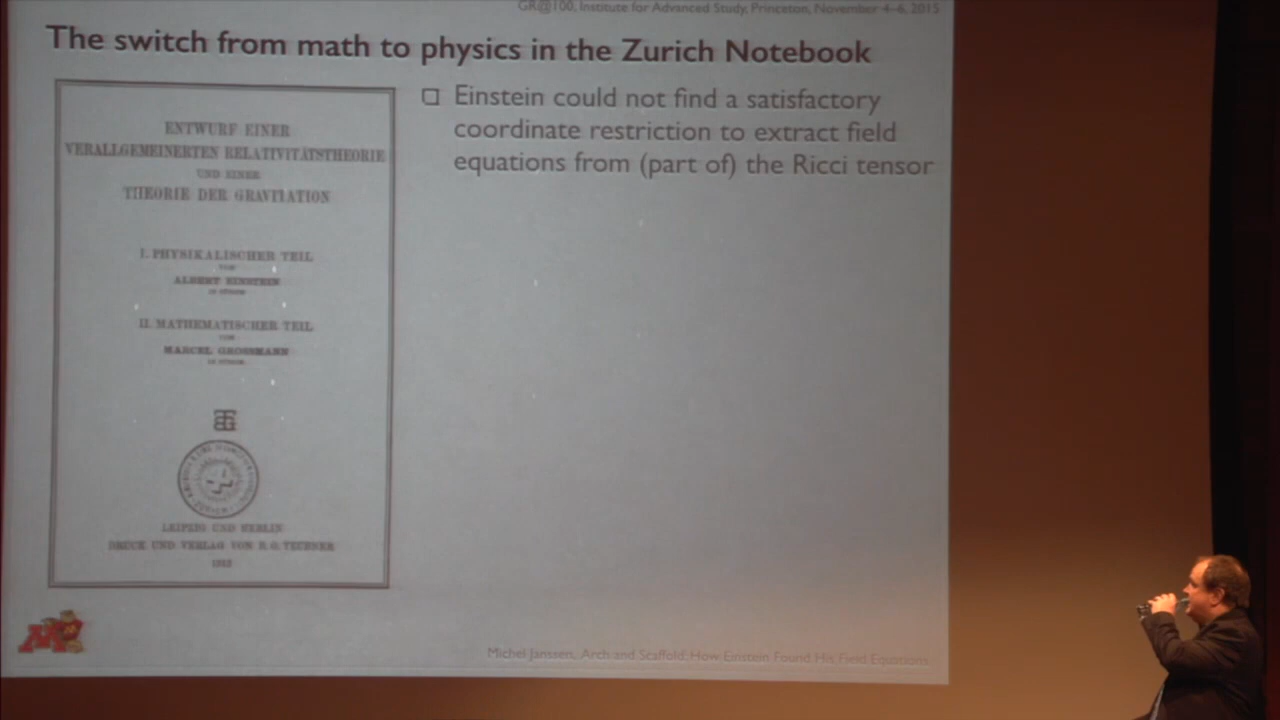 GR@100, Institute for Advanced Study, Princeton, November 4-6, 2015
The switch from math to physics in the Zurich Notebook
Einstein could not find a satisfactory
coordinate restriction to extract field
equations from (part of) the Ricci tensor
ENTWURF EINER
VERALLGEMEINERTEN RELATIVITÄTSTHEORIE
UND EINER
THEORIE DER GRAVITATION
I. PHYSIKALISCHER TEIL
VON
ALBERT EINSTEIN
II. MATHEMATISCHER TEIL
VON
MARCEL GROSSMANN
LEIPZIG UND BERLIN
DRUCK UND VERLAG VON B. G. TEUBNER
M
Michel Janssen, Arch and Scaffold: How Einstein Found His Field Equations